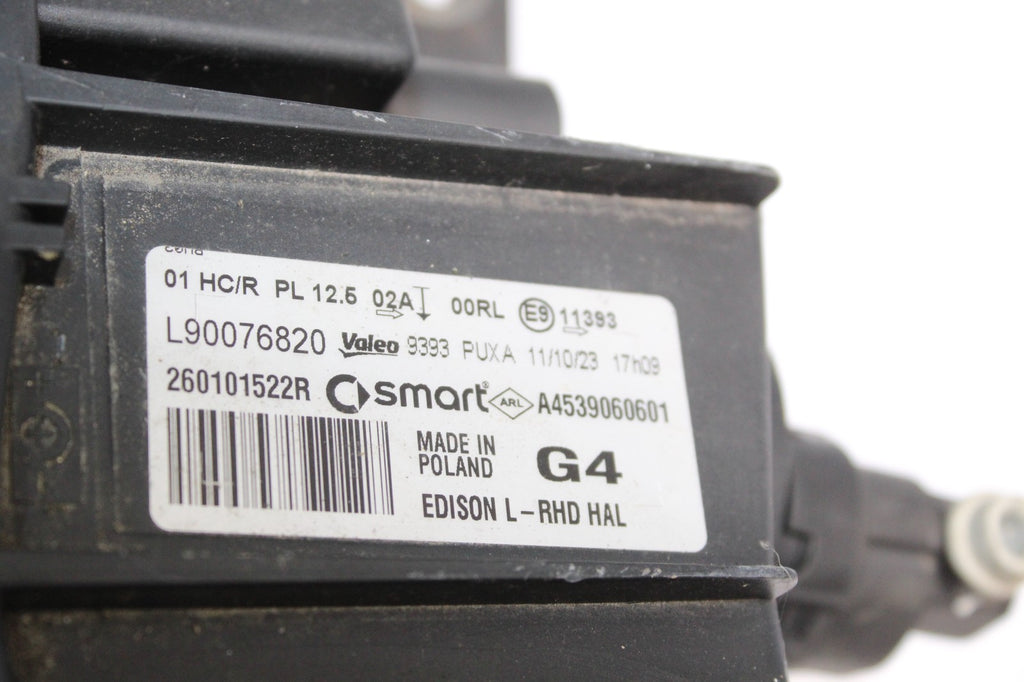 01 HC/R PL 12.5 02A 00RL E9 11393
L90076820 Valeo 9393 PUXA 11/10/23 17h09
260101522R smart® ARL A4539060601
MADE IN
POLAND
G4
EDISON L-RHD HAL